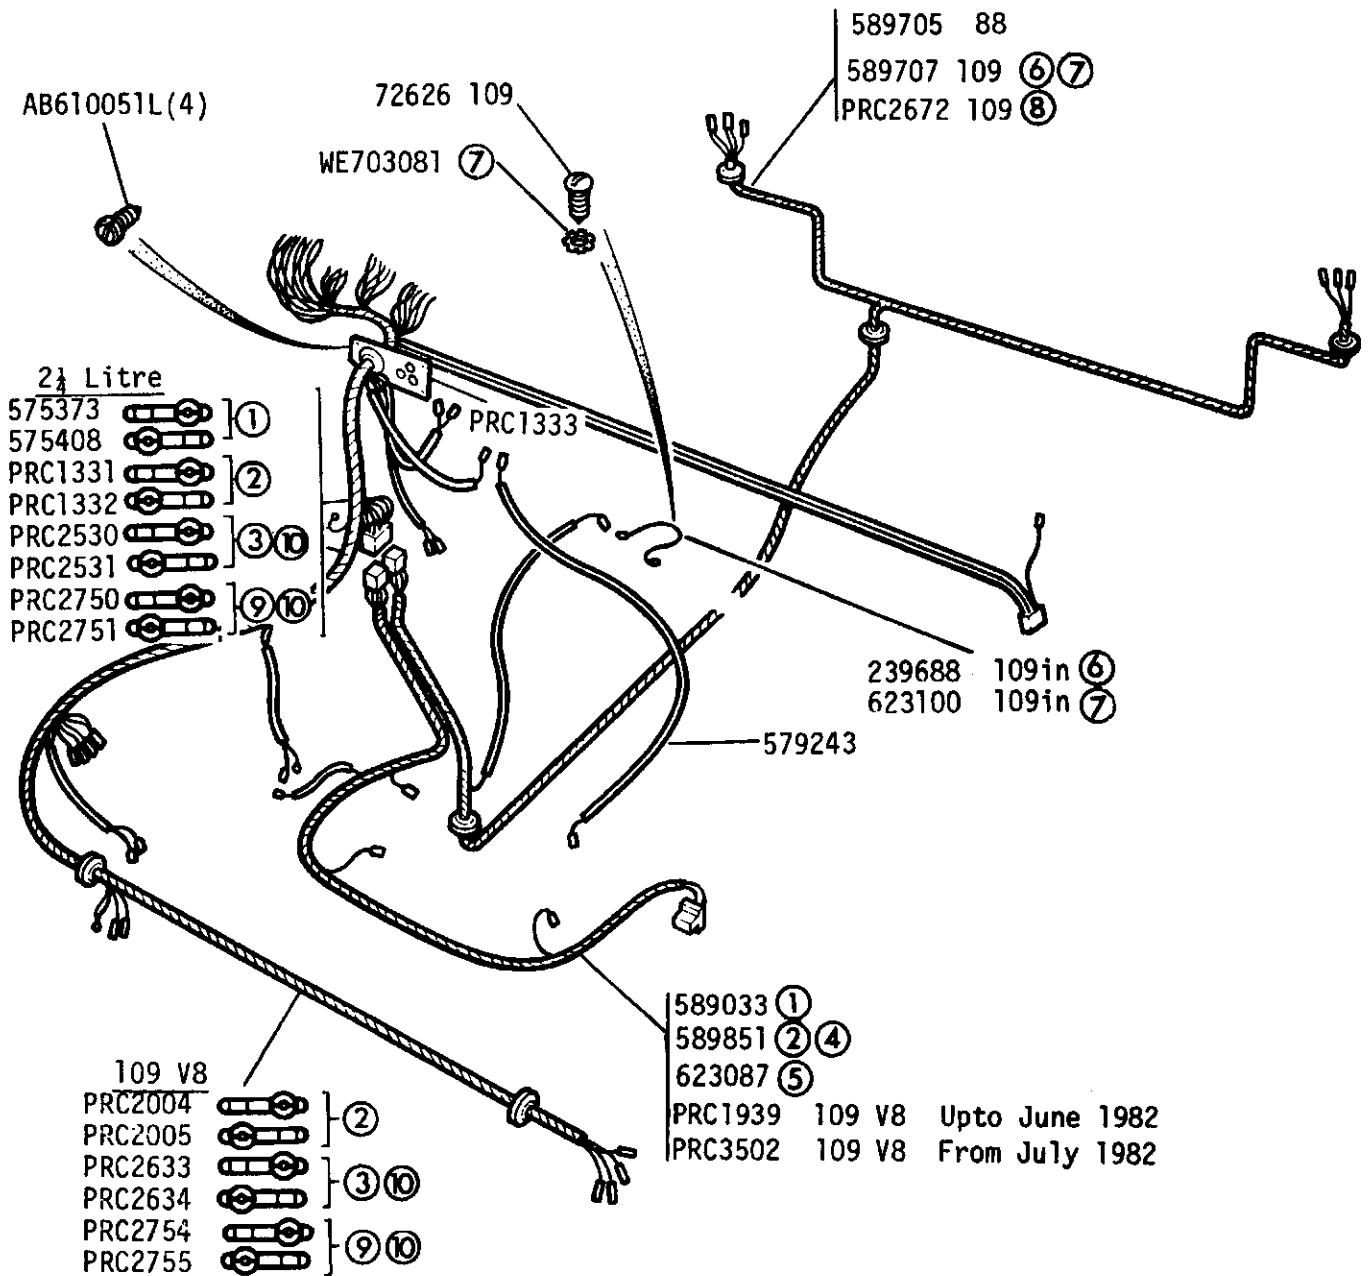 589705 88
589707 109 ⑥⑦
PRC2672 109 ⑧
AB610051L(4)
72626 109
WE703081 ⑦
2¼ Litre
575373
575408 ①
PRC1331
PRC1332 ②
PRC2530
PRC2531 ③⑩
PRC2750
PRC2751 ⑨⑩
PRC1333
239688 109in ⑥
623100 109in ⑦
579243
589033 ①
589851 ②④
623087 ⑤
PRC1939 109 V8 Upto June 1982
PRC3502 109 V8 From July 1982
109 V8
PRC2004
PRC2005 ②
PRC2633
PRC2634 ③⑩
PRC2754
PRC2755 ⑨⑩